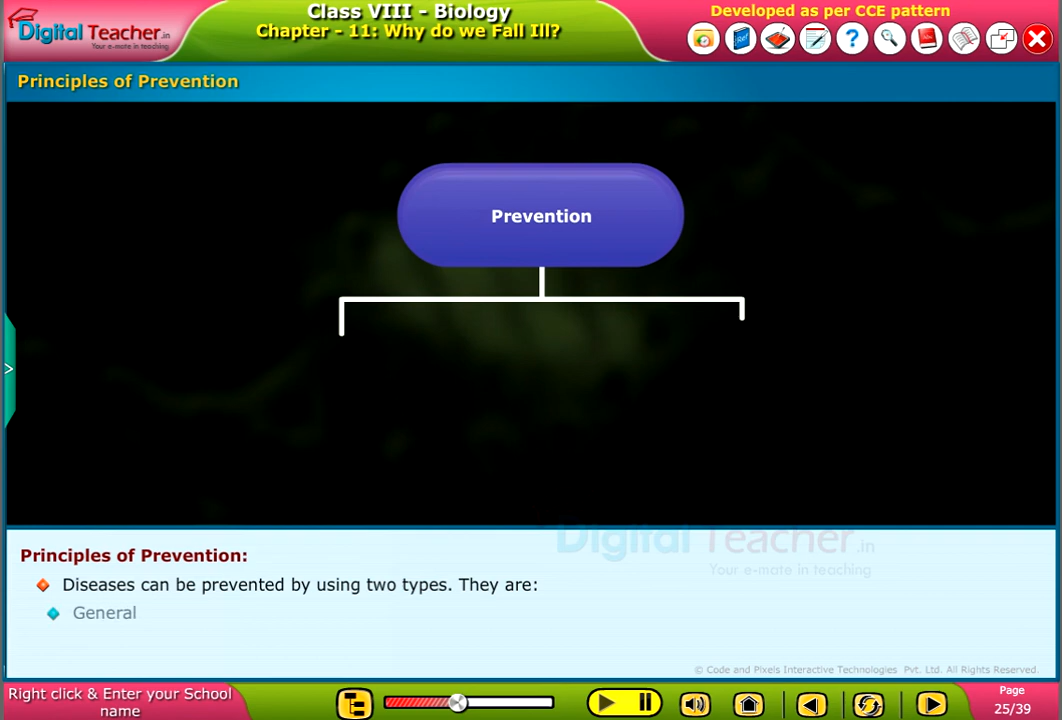 Digital Teacher.in
Your e-mate in teaching
Class VIII - Biology
Chapter - 11: Why do we Fall Ill?
Developed as per CCE pattern
Principles of Prevention
Prevention
>
Digital Teacher.in
Your e-mate in teaching
Principles of Prevention:
Diseases can be prevented by using two types. They are:
General
© Code and Pixels Interactive Technologies Pvt. Ltd. All Rights Reserved.
Right click & Enter your School
name
Page
25/39